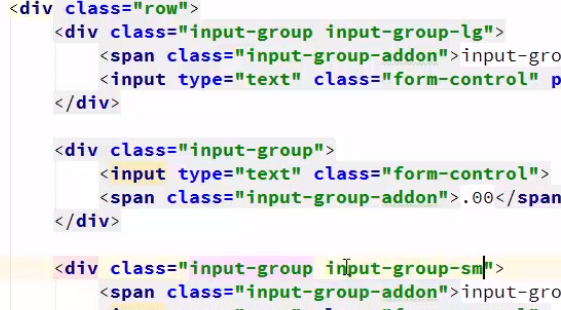 <div class="row">
<div class="input-group input-group-lg">
<span class="input-group-addon">input-gro
<input type="text" class="form-control" p
</div>
<div class="input-group">
<input type="text" class="form-control">
<span class="input-group-addon">.00</span
</div>
<div class="input-group input-group-sm">
<span class="input-group-addon">input-gro